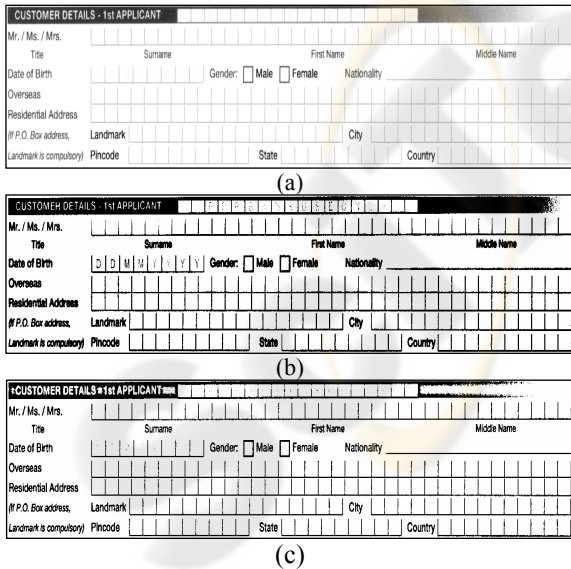 CUSTOMER DETAILS - 1st APPLICANT
Mr. / Ms. / Mrs.
Title Surname First Name Middle Name
Date of Birth Gender: Male Female Nationality
Overseas
Residential Address
(If P.O. Box address, Landmark City
Landmark is compulsory) Pincode State Country
(a)
CUSTOMER DETAILS - 1st APPLICANT
Mr. / Ms. / Mrs.
Title Surname First Name Middle Name
Date of Birth D D M M Y Y Y Y Gender: Male Female Nationality
Overseas
Residential Address
(If P.O. Box address, Landmark City
Landmark is compulsory) Pincode State Country
(b)
CUSTOMER DETAILS 1st APPLICANT
Mr. / Ms. / Mrs.
Title Surname First Name Middle Name
Date of Birth Gender: Male Female Nationality
Overseas
Residential Address
(If P.O. Box address, Landmark City
Landmark is compulsory) Pincode State Country
(c)